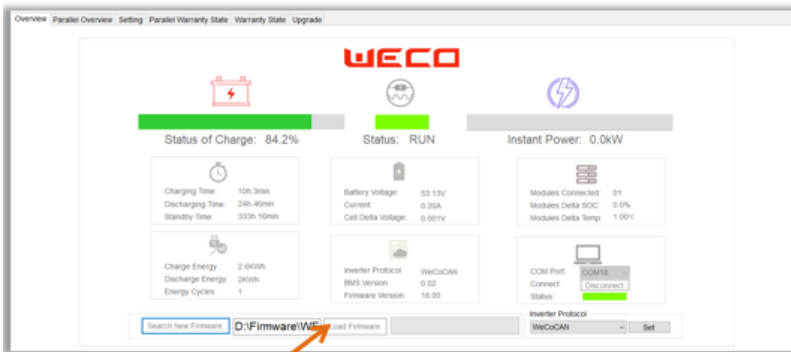 Overview Parallel Overview Setting Parallel Warranty State Warranty State Upgrade
WECO
Status of Charge: 84.2%
Status: RUN
Instant Power: 0.0kW
Charging Time: 10h:3min
Discharging Time: 24h:46min
Standby Time: 333h:16min
Battery Voltage: 53.13V
Current: 0.20A
Cell Delta Voltage: 0.001V
Modules Connected: 01
Modules Delta SOC: 0.0%
Modules Delta Temp: 1.00℃
Charge Energy : 2.6KWh
Discharge Energy: 2KWh
Energy Cycles: 1
Inverter Protocol WeCoCAN
BMS Version: 0.02
Firmware Version: 18.00
COM Port COM18
Connect : Disconnect
Status:
Search New Firmware D:\Firmware\WE Load Firmware
Inverter Protocol
WeCoCAN Set